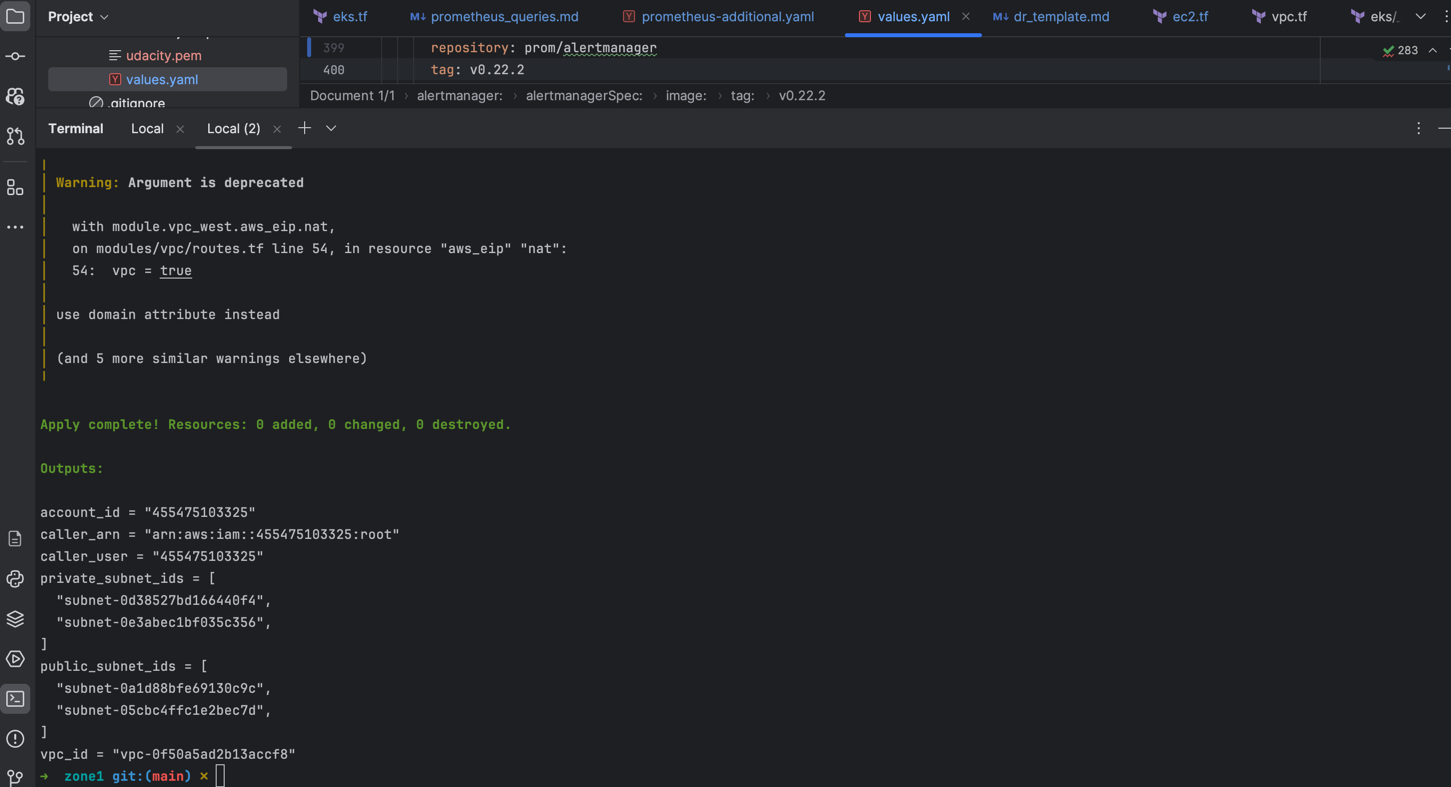 Project
eks.tf
M↓ prometheus_queries.md
Y prometheus-additional.yaml
Y values.yaml ×
M↓ dr_template.md
ec2.tf
vpc.tf
eks/
udacity.pem
Y values.yaml
.gitignore
399 repository: prom/alertmanager
400 tag: v0.22.2
283
Document 1/1 › alertmanager: › alertmanagerSpec: › image: › tag: › v0.22.2
Terminal Local × Local (2) × +
Warning: Argument is deprecated
with module.vpc_west.aws_eip.nat,
on modules/vpc/routes.tf line 54, in resource "aws_eip" "nat":
54: vpc = true
use domain attribute instead
(and 5 more similar warnings elsewhere)
Apply complete! Resources: 0 added, 0 changed, 0 destroyed.
Outputs:
account_id = "455475103325"
caller_arn = "arn:aws:iam::455475103325:root"
caller_user = "455475103325"
private_subnet_ids = [
"subnet-0d38527bd166440f4",
"subnet-0e3abec1bf035c356",
]
public_subnet_ids = [
"subnet-0a1d88bfe69130c9c",
"subnet-05cbc4ffc1e2bec7d",
]
vpc_id = "vpc-0f50a5ad2b13accf8"
→ zone1 git:(main) ×